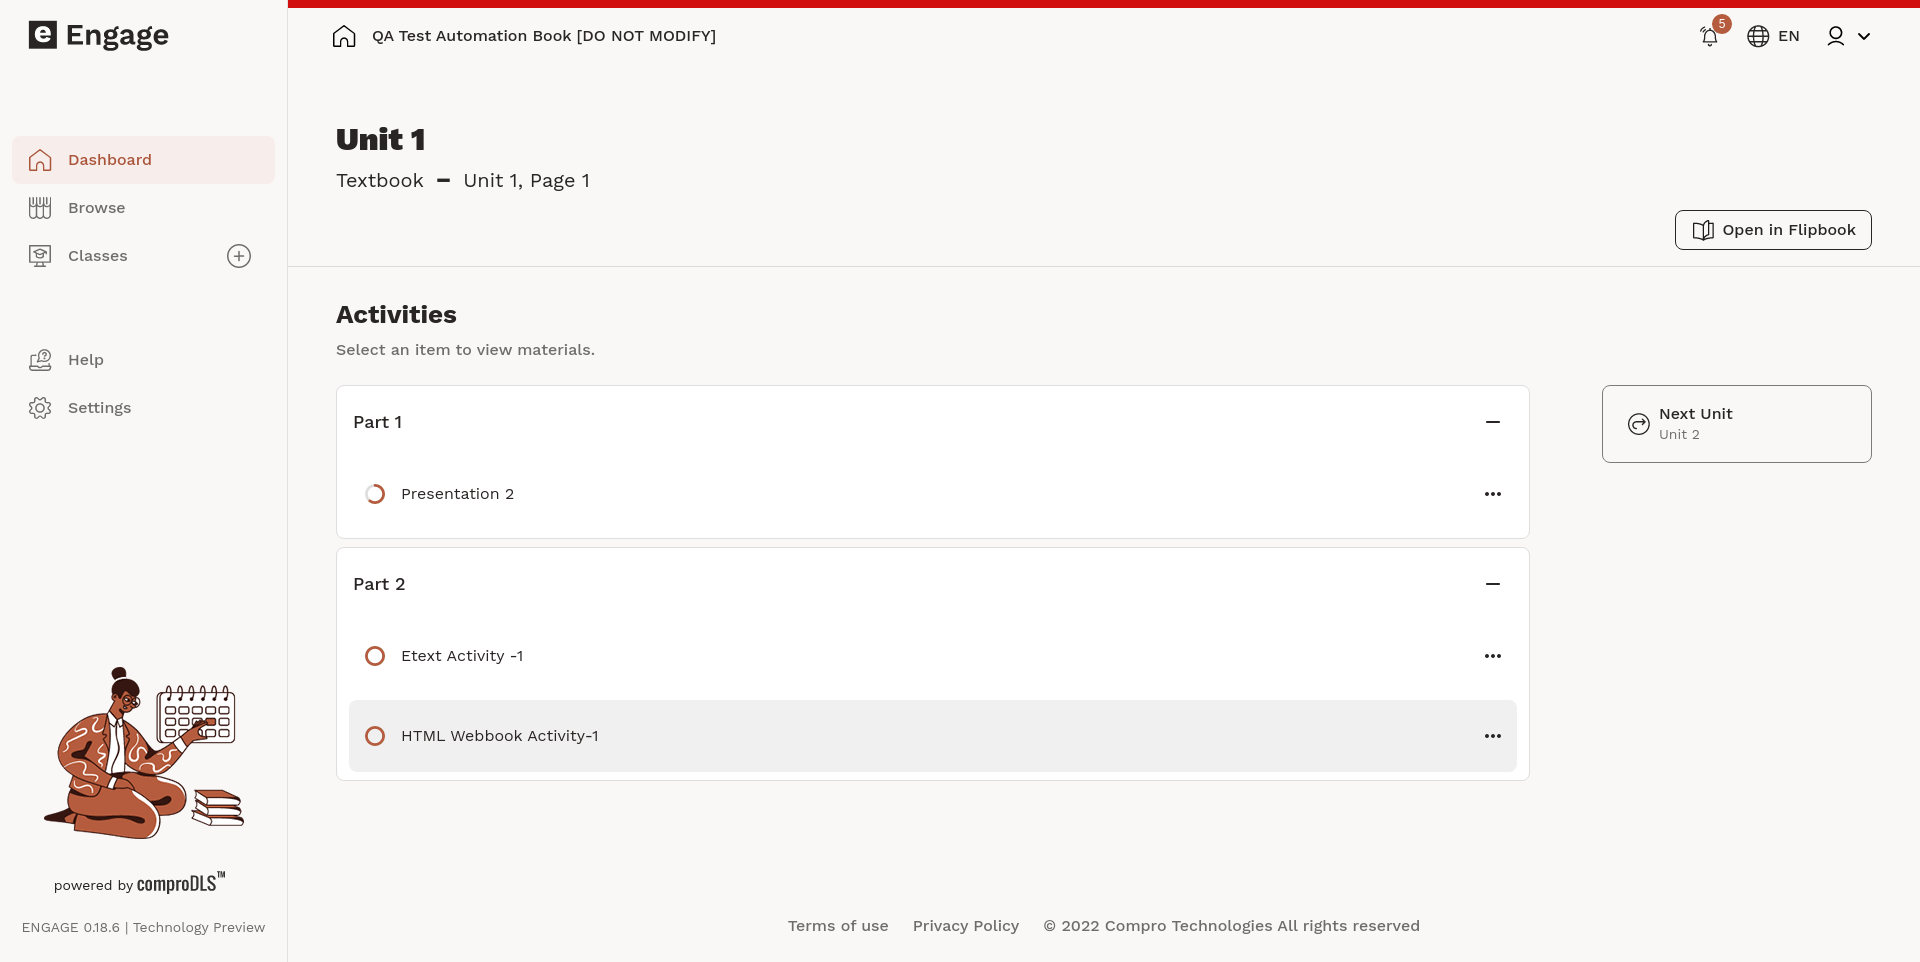 e Engage
QA Test Automation Book [DO NOT MODIFY]
5
EN
Dashboard
Browse
Classes
Help
Settings
Unit 1
Textbook – Unit 1, Page 1
Open in Flipbook
Activities
Select an item to view materials.
Part 1
Presentation 2
Part 2
Etext Activity -1
HTML Webbook Activity-1
Next Unit
Unit 2
powered by comproDLS™
ENGAGE 0.18.6 | Technology Preview
Terms of use Privacy Policy © 2022 Compro Technologies All rights reserved